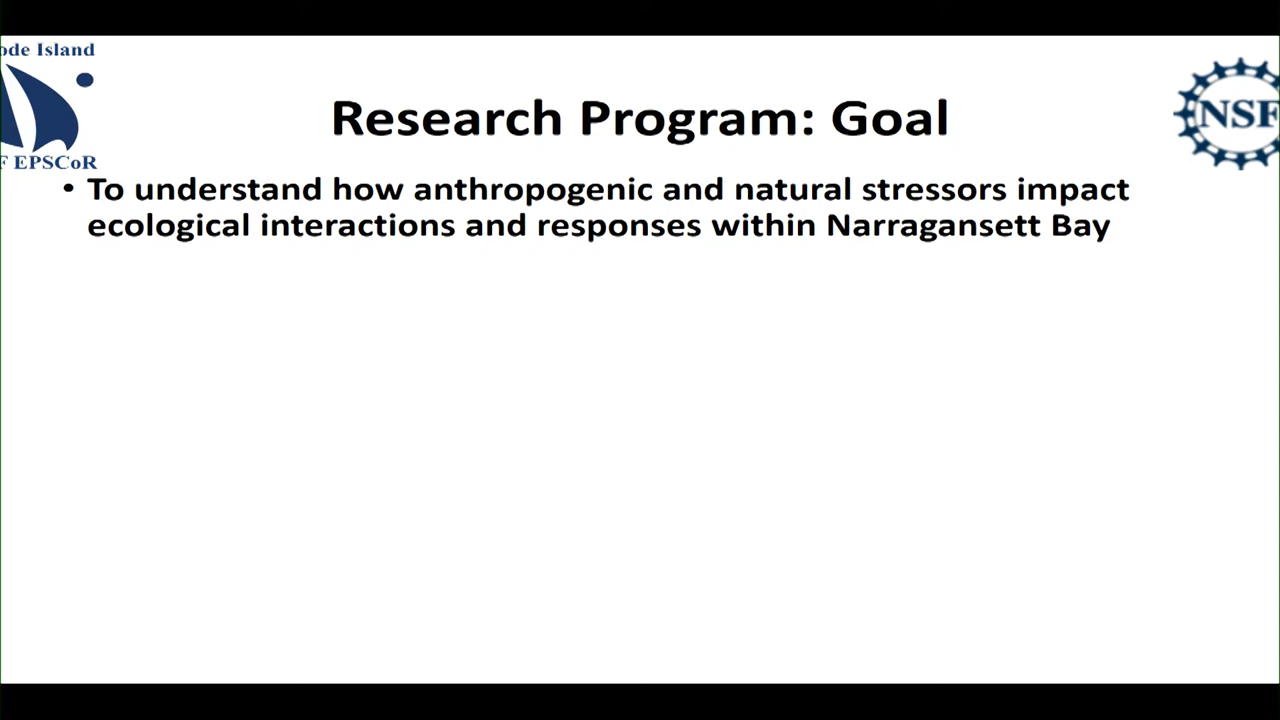 ode Island
NSF
Research Program: Goal
F EPSCoR
• To understand how anthropogenic and natural stressors impact
ecological interactions and responses within Narragansett Bay